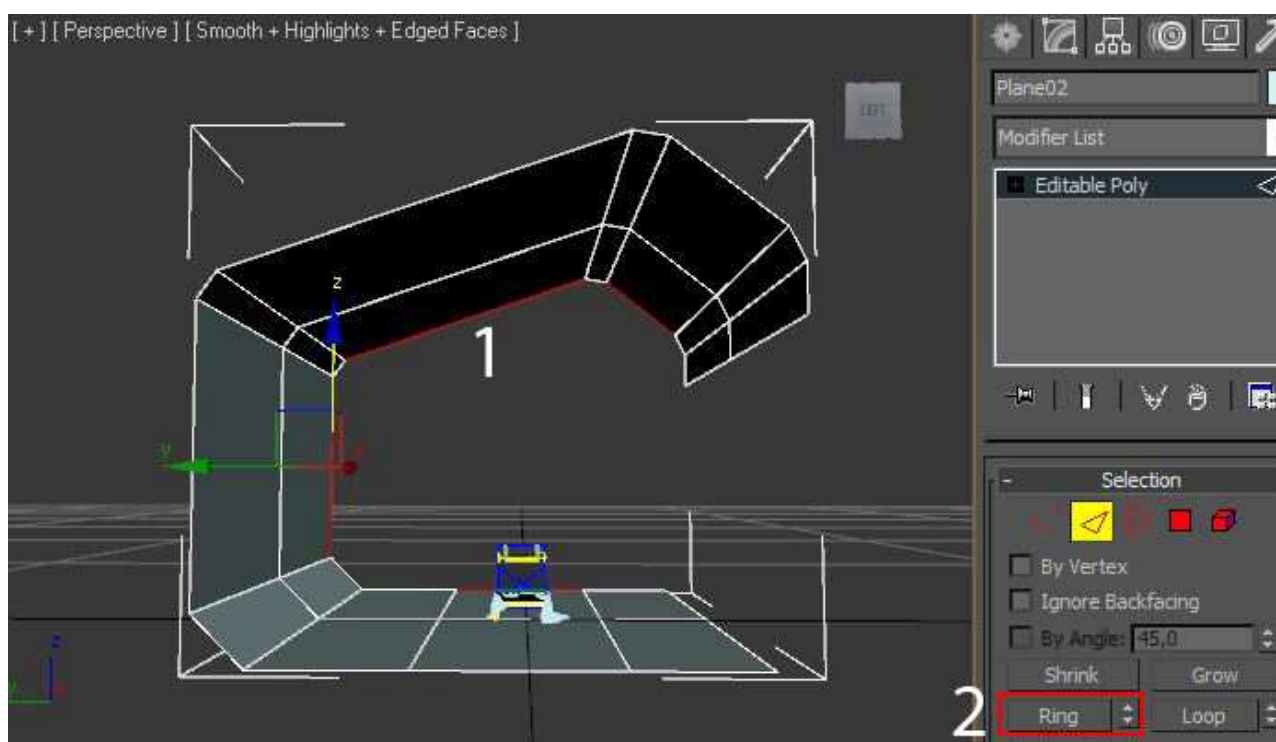 [ + ] [ Perspective ] [ Smooth + Highlights + Edged Faces ]
LEFT
Plane02
Modifier List
Editable Poly
z
1
y
Selection
By Vertex
Ignore Backfacing
By Angle: 45,0
Shrink Grow
2 Ring Loop
z